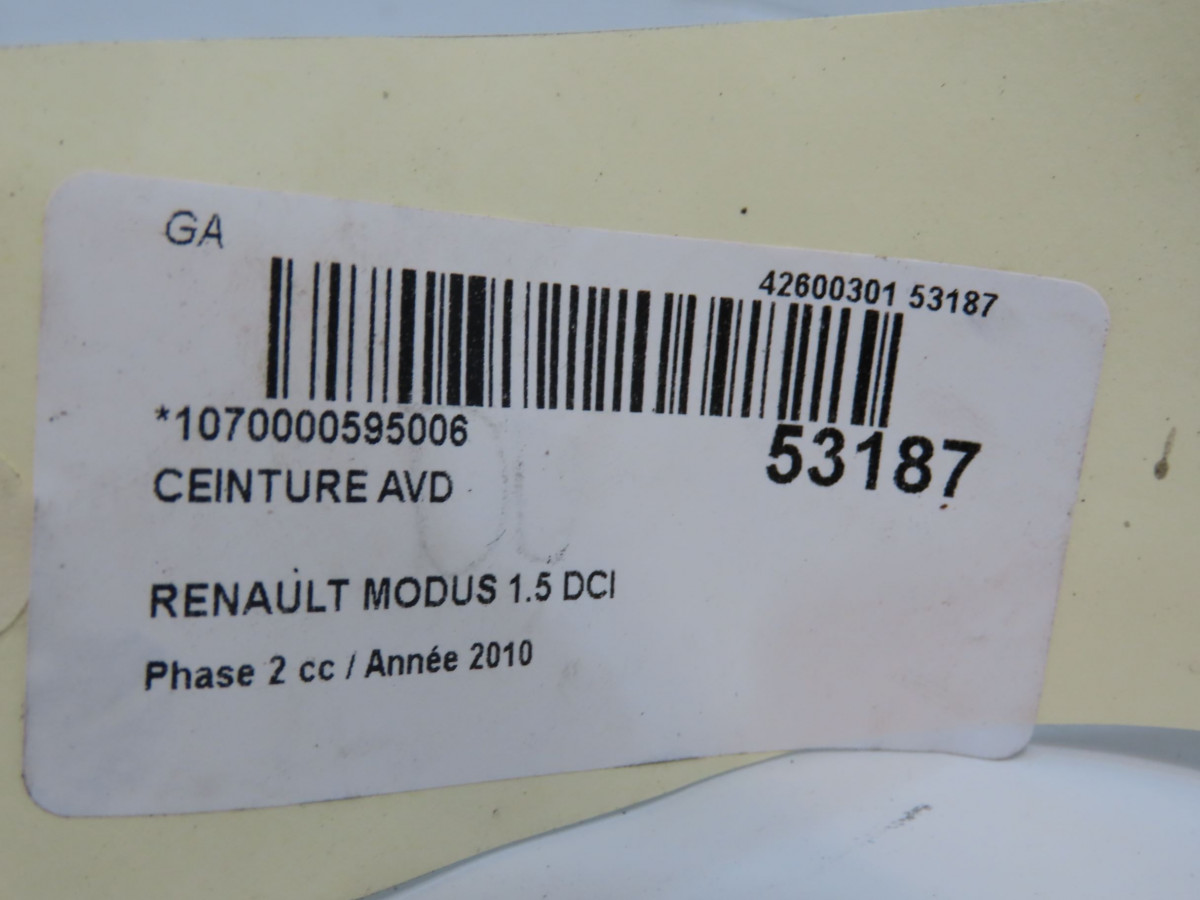 GA
42600301 53187
*1070000595006
53187
CEINTURE AVD
RENAULT MODUS 1.5 DCI
Phase 2 cc / Année 2010